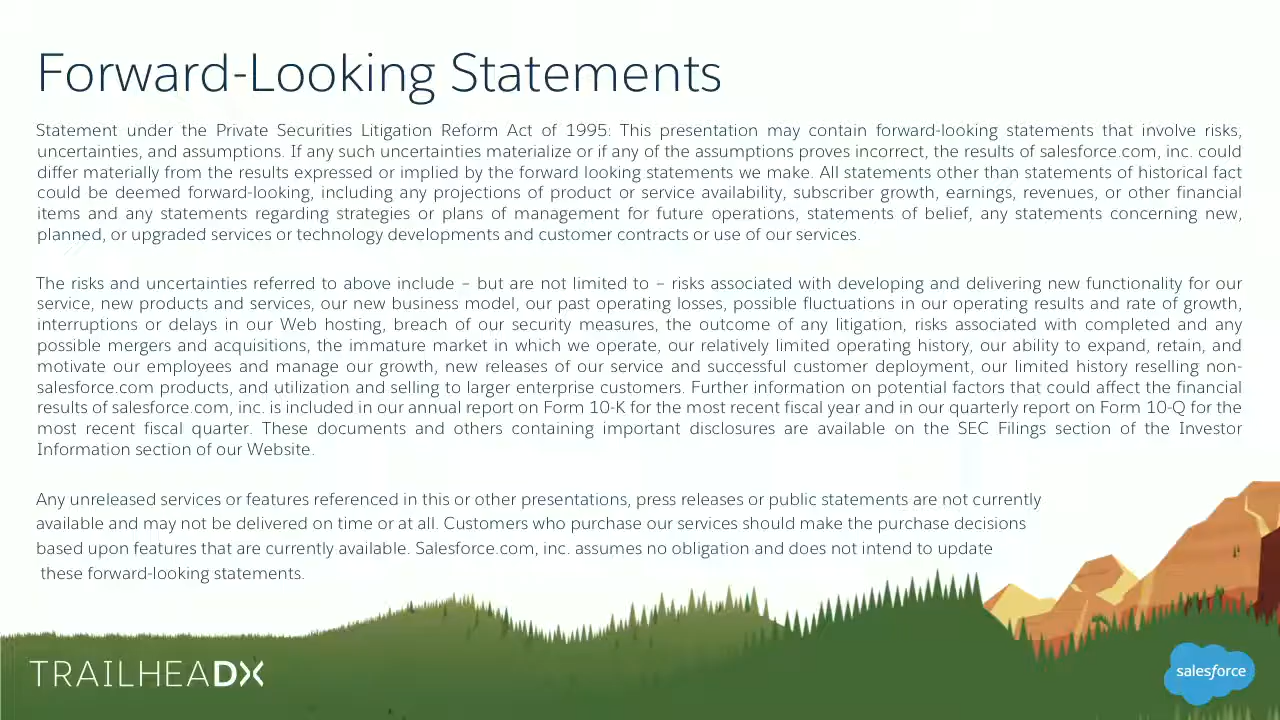 Forward-Looking Statements
Statement under the Private Securities Litigation Reform Act of 1995: This presentation may contain forward-looking statements that involve risks,
uncertainties, and assumptions. If any such uncertainties materialize or if any of the assumptions proves incorrect, the results of salesforce.com, inc. could
differ materially from the results expressed or implied by the forward looking statements we make. All statements other than statements of historical fact
could be deemed forward-looking, including any projections of product or service availability, subscriber growth, earnings, revenues, or other financial
items and any statements regarding strategies or plans of management for future operations, statements of belief, any statements concerning new,
planned, or upgraded services or technology developments and customer contracts or use of our services.
The risks and uncertainties referred to above include – but are not limited to – risks associated with developing and delivering new functionality for our
service, new products and services, our new business model, our past operating losses, possible fluctuations in our operating results and rate of growth,
interruptions or delays in our Web hosting, breach of our security measures, the outcome of any litigation, risks associated with completed and any
possible mergers and acquisitions, the immature market in which we operate, our relatively limited operating history, our ability to expand, retain, and
motivate our employees and manage our growth, new releases of our service and successful customer deployment, our limited history reselling non-
salesforce.com products, and utilization and selling to larger enterprise customers. Further information on potential factors that could affect the financial
results of salesforce.com, inc. is included in our annual report on Form 10-K for the most recent fiscal year and in our quarterly report on Form 10-Q for the
most recent fiscal quarter. These documents and others containing important disclosures are available on the SEC Filings section of the Investor
Information section of our Website.
Any unreleased services or features referenced in this or other presentations, press releases or public statements are not currently
available and may not be delivered on time or at all. Customers who purchase our services should make the purchase decisions
based upon features that are currently available. Salesforce.com, inc. assumes no obligation and does not intend to update
these forward-looking statements.
TRAILHEADX
salesforce